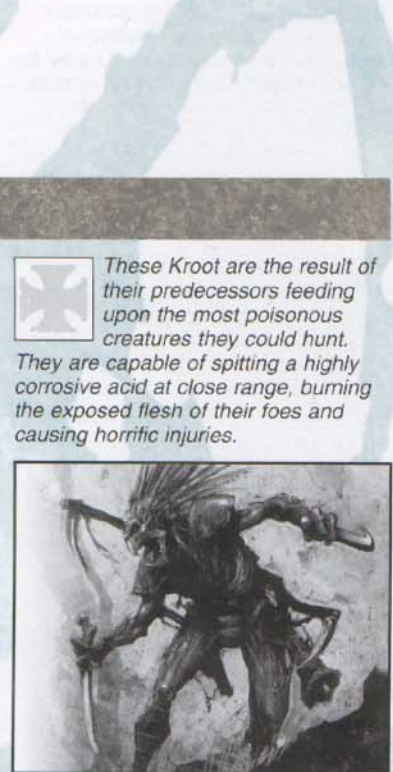 These Kroot are the result of
their predecessors feeding
upon the most poisonous
creatures they could hunt.
They are capable of spitting a highly
corrosive acid at close range, burning
the exposed flesh of their foes and
causing horrific injuries.